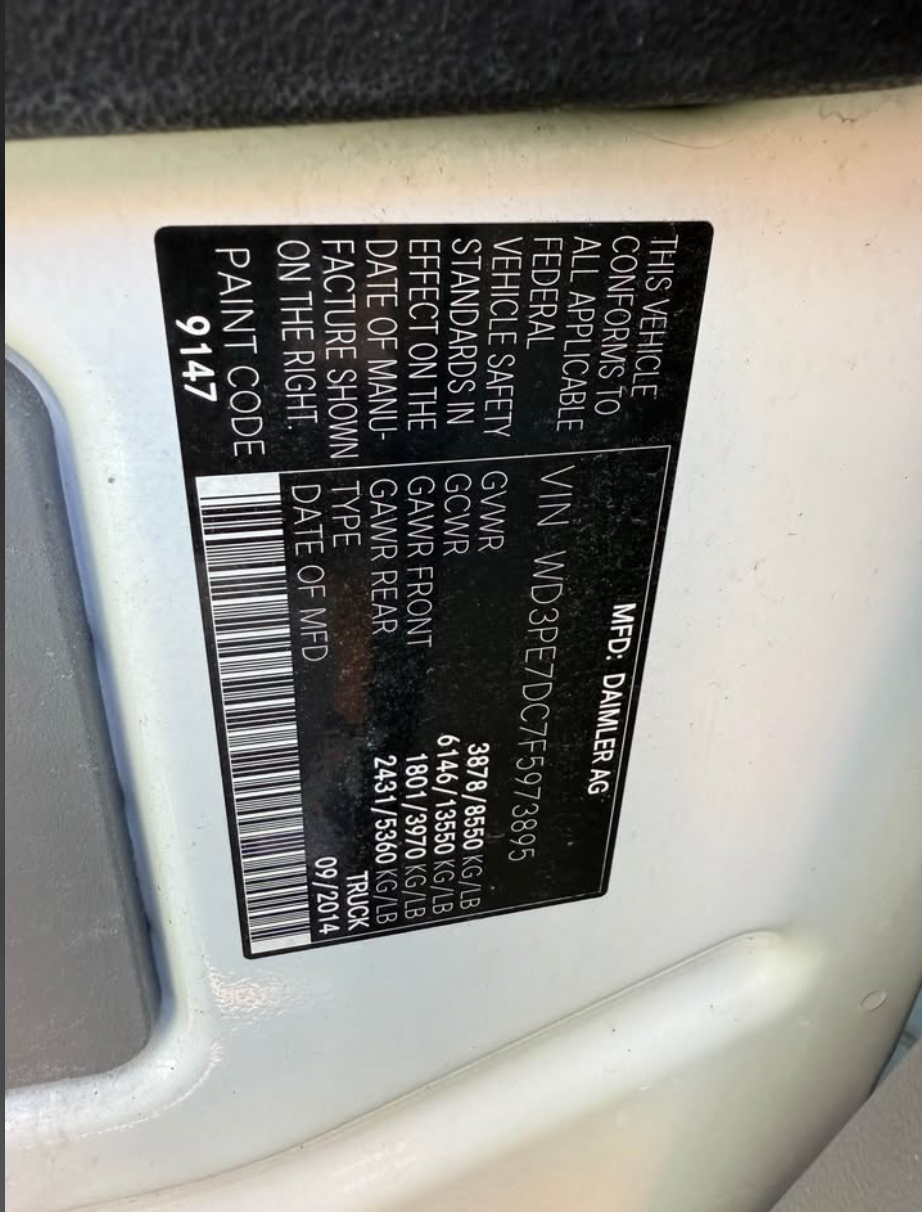 THIS VEHICLE
CONFORMS TO
ALL APPLICABLE
FEDERAL
VEHICLE SAFETY
STANDARDS IN
EFFECT ON THE
DATE OF MANU-
FACTURE SHOWN
ON THE RIGHT.
PAINT CODE
9147
MFD: DAIMLER AG
VIN WD3PE7DC7F5973895
GVWR 3878/8550 KG/LB
GCWR 6146/13550 KG/LB
GAWR FRONT 1801/3970 KG/LB
GAWR REAR 2431/5360 KG/LB
TYPE TRUCK
DATE OF MFD 09/2014